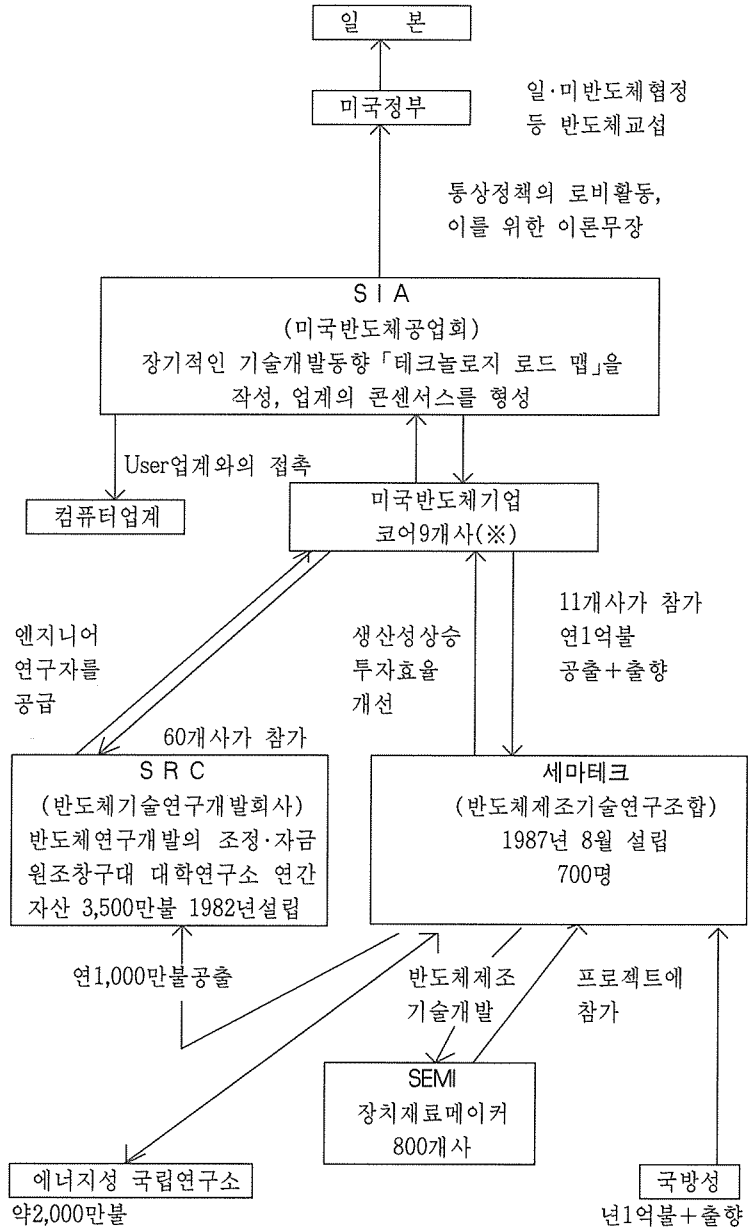 일 본
미국정부
일·미반도체협정
등 반도체교섭
통상정책의 로비활동,
이를 위한 이론무장
S I A
(미국반도체공업회)
장기적인 기술개발동향 「테크놀로지 로드 맵」을
작성, 업계의 콘센서스를 형성
User업계와의 접촉
컴퓨터업계
미국반도체기업
코어9개사(※)
엔지니어
연구자를
공급
생산성상승
투자효율
개선
11개사가 참가
연1억불
공출+출향
60개사가 참가
S R C
(반도체기술연구개발회사)
반도체연구개발의 조정·자금
원조창구대 대학연구소 연간
자산 3,500만불 1982년설립
세마테크
(반도체제조기술연구조합)
1987년 8월 설립
700명
연1,000만불공출
반도체제조
기술개발
프로젝트에
참가
SEMI
장치재료메이커
800개사
에너지성 국립연구소
약2,000만불
국방성
년1억불+출향